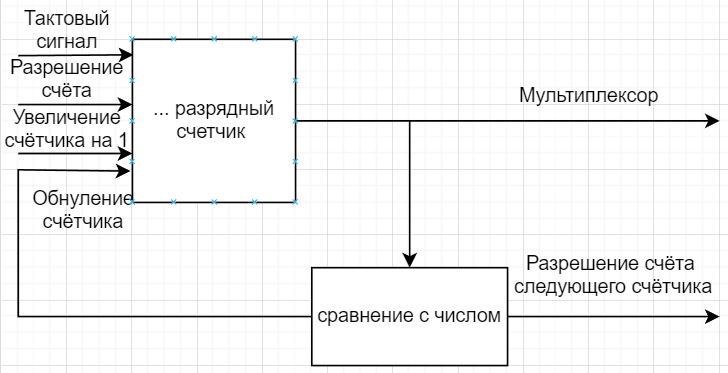 Тактовый
сигнал
Разрешение
счёта
Увеличение
счётчика на 1
Обнуление
счётчика
... разрядный
счетчик
Мультиплексор
сравнение с числом
Разрешение счёта
следующего счётчика